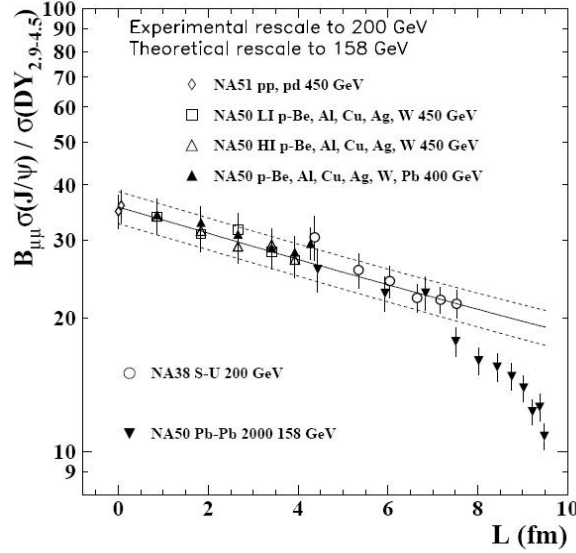 Experimental rescale to 200 GeV
Theoretical rescale to 158 GeV
NA51 pp, pd 450 GeV
NA50 LI p-Be, Al, Cu, Ag, W 450 GeV
NA50 HI p-Be, Al, Cu, Ag, W 450 GeV
NA50 p-Be, Al, Cu, Ag, W, Pb 400 GeV
NA38 S-U 200 GeV
NA50 Pb-Pb 2000 158 GeV
B_μμ σ(J/ψ) / σ(DY_2.9-4.5)
100
90
80
70
60
50
40
30
20
10
9
0 2 4 6 8 10
L (fm)